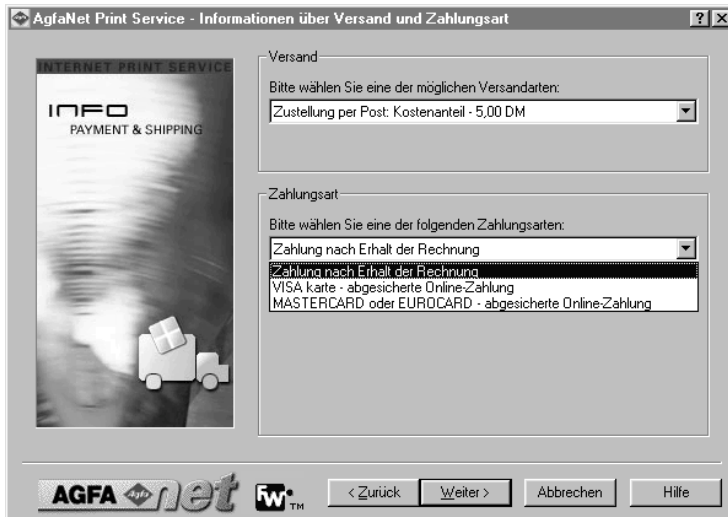 AgfaNet Print Service - Informationen über Versand und Zahlungsart
INTERNET PRINT SERVICE
INFO
PAYMENT & SHIPPING
Versand
Bitte wählen Sie eine der möglichen Versandarten:
Zustellung per Post: Kostenanteil - 5,00 DM
Zahlungsart
Bitte wählen Sie eine der folgenden Zahlungsarten:
Zahlung nach Erhalt der Rechnung
Zahlung nach Erhalt der Rechnung
VISA karte - abgesicherte Online-Zahlung
MASTERCARD oder EUROCARD - abgesicherte Online-Zahlung
AGFA Agfa net
fw TM
< Zurück
Weiter >
Abbrechen
Hilfe